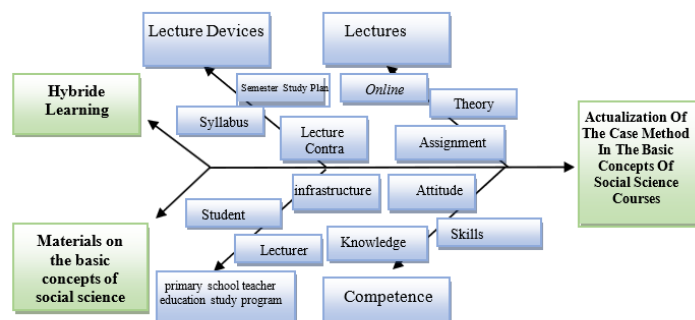 Lecture Devices
Lectures
Hybride
Learning
Semester Study Plan
Online
Syllabus
Theory
Lecture
Contra
Assignment
Actualization Of
The Case Method
In The Basic
Concepts Of
Social Science
Courses
infrastructure
Attitude
Student
Skills
Lecturer
Knowledge
Materials on
the basic
concepts of
social science
primary school teacher
education study program
Competence